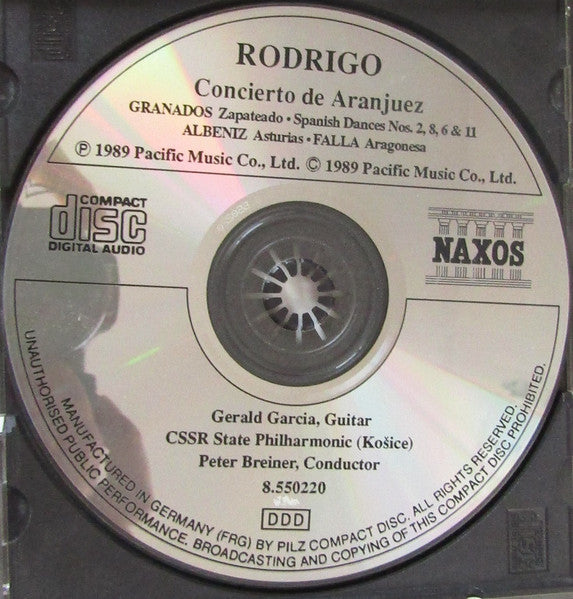 RODRIGO
Concierto de Aranjuez
GRANADOS Zapateado • Spanish Dances Nos. 2, 8, 6 & 11
ALBENIZ Asturias • FALLA Aragonesa
Ⓟ 1989 Pacific Music Co., Ltd. © 1989 Pacific Music Co., Ltd.
COMPACT
disc
DIGITAL AUDIO
NAXOS
Gerald Garcia, Guitar
CSSR State Philharmonic (Košice)
Peter Breiner, Conductor
8.550220
DDD
MANUFACTURED IN GERMANY (FRG) BY PILZ COMPACT DISC. ALL RIGHTS RESERVED.
UNAUTHORISED PUBLIC PERFORMANCE. BROADCASTING AND COPYING OF THIS COMPACT DISC PROHIBITED.